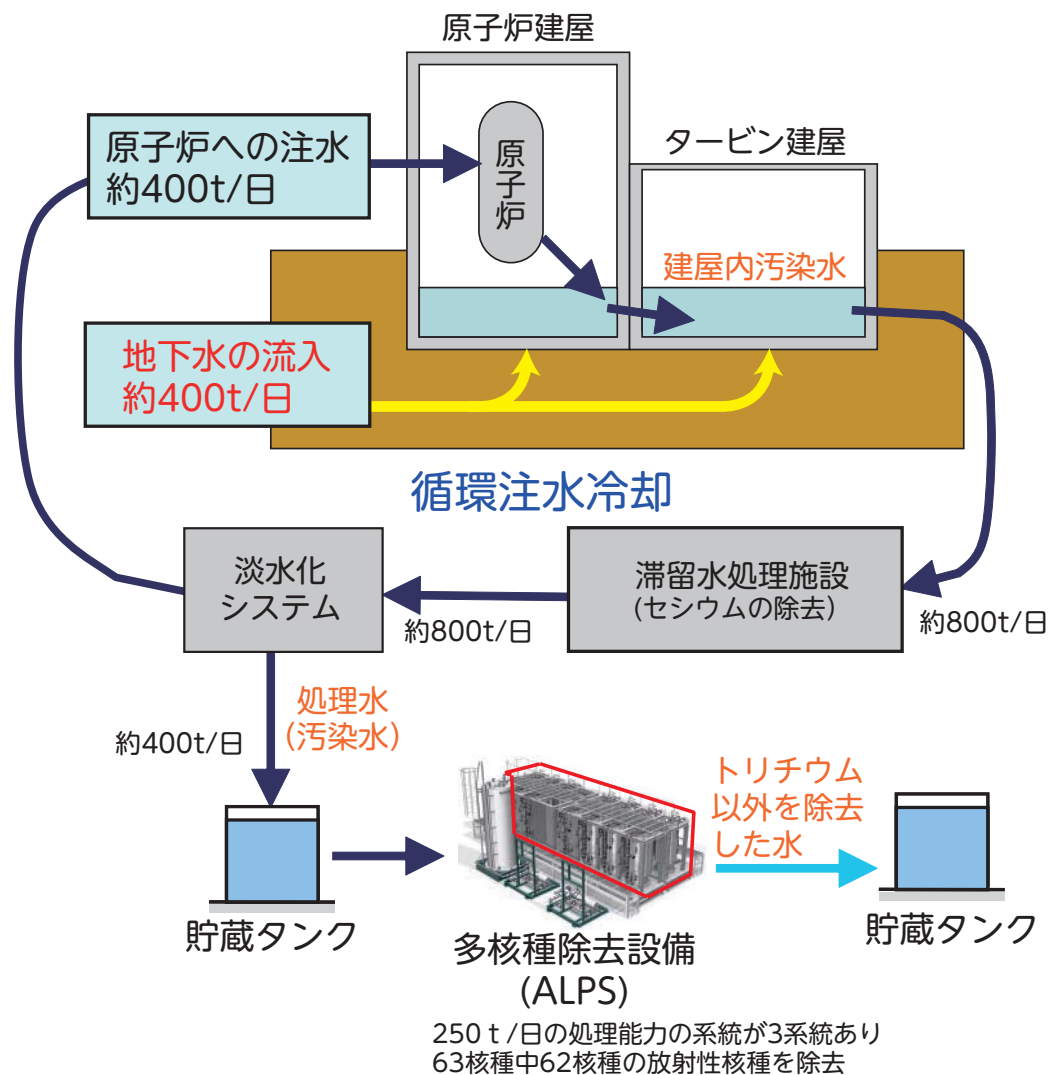 原子炉建屋
原子炉への注水
約400t/日
原子炉
タービン建屋
建屋内汚染水
地下水の流入
約400t/日
循環注水冷却
淡水化
システム
約800t/日
滞留水処理施設
(セシウムの除去)
約800t/日
処理水
(汚染水)
約400t/日
トリチウム
以外を除去
した水
貯蔵タンク
多核種除去設備
(ALPS)
貯蔵タンク
250 t /日の処理能力の系統が3系統あり
63核種中62核種の放射性核種を除去